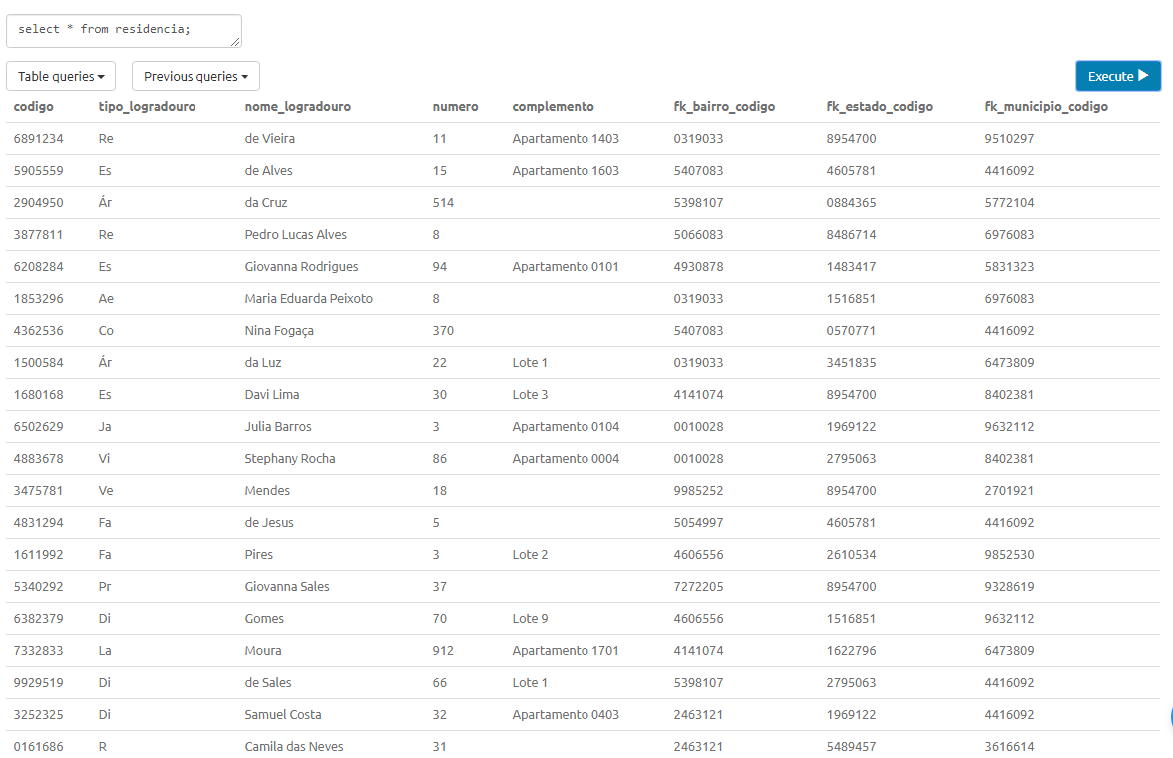 select * from residencia;
Table queries Previous queries Execute
codigo tipo_logradouro nome_logradouro numero complemento fk_bairro_codigo fk_estado_codigo fk_municipio_codigo
6891234 Re de Vieira 11 Apartamento 1403 0319033 8954700 9510297
5905559 Es de Alves 15 Apartamento 1603 5407083 4605781 4416092
2904950 Ár da Cruz 514 5398107 0884365 5772104
3877811 Re Pedro Lucas Alves 8 5066083 8486714 6976083
6208284 Es Giovanna Rodrigues 94 Apartamento 0101 4930878 1483417 5831323
1853296 Ae Maria Eduarda Peixoto 8 0319033 1516851 6976083
4362536 Co Nina Fogaça 370 5407083 0570771 4416092
1500584 Ár da Luz 22 Lote 1 0319033 3451835 6473809
1680168 Es Davi Lima 30 Lote 3 4141074 8954700 8402381
6502629 Ja Julia Barros 3 Apartamento 0104 0010028 1969122 9632112
4883678 Vi Stephany Rocha 86 Apartamento 0004 0010028 2795063 8402381
3475781 Ve Mendes 18 9985252 8954700 2701921
4831294 Fa de Jesus 5 5054997 4605781 4416092
1611992 Fa Pires 3 Lote 2 4606556 2610534 9852530
5340292 Pr Giovanna Sales 37 7272205 8954700 9328619
6382379 Di Gomes 70 Lote 9 4606556 1516851 9632112
7332833 La Moura 912 Apartamento 1701 4141074 1622796 6473809
9929519 Di de Sales 66 Lote 1 5398107 2795063 4416092
3252325 Di Samuel Costa 32 Apartamento 0403 2463121 1969122 4416092
0161686 R Camila das Neves 31 2463121 5489457 3616614